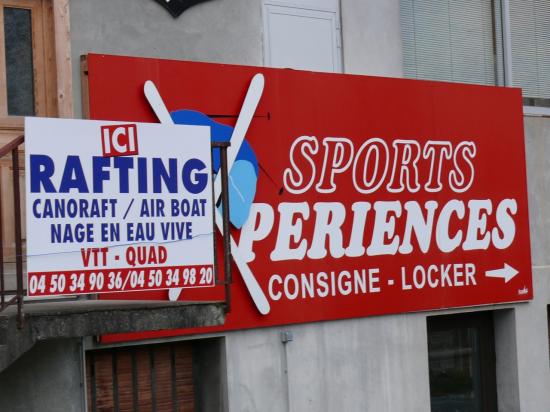 ICI
RAFTING
CANORAFT / AIR BOAT
NAGE EN EAU VIVE
VTT - QUAD
04 50 34 90 36/04 50 34 98 20
SPORTS
XPERIENCES
CONSIGNE - LOCKER →